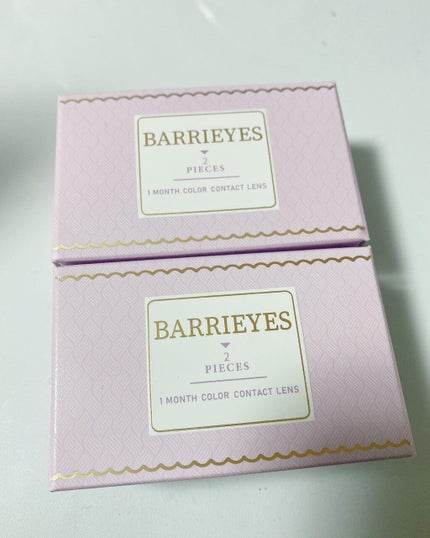 BARRIEYES
2
PIECES
1 MONTH COLOR CONTACT LENS
BARRIEYES
2
PIECES
1 MONTH COLOR CONTACT LENS